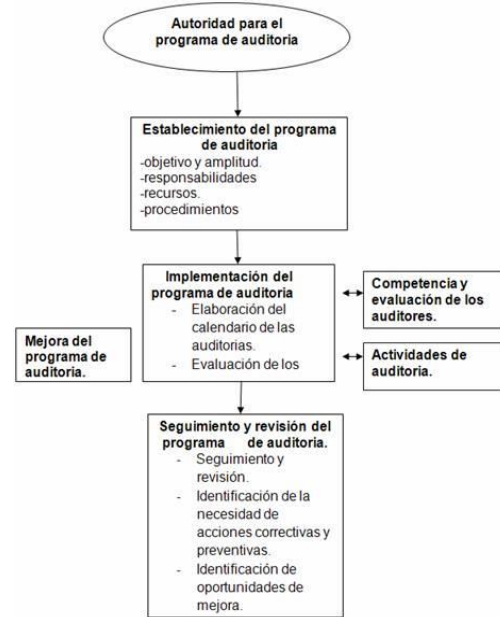 Autoridad para el
programa de auditoria
Establecimiento del programa
de auditoria
-objetivo y amplitud.
-responsabilidades
-recursos.
-procedimientos
Implementación del
programa de auditoria
- Elaboración del
calendario de las
auditorias.
- Evaluación de los
Competencia y
evaluación de los
auditores.
Mejora del
programa de
auditoria.
Actividades de
auditoria.
Seguimiento y revisión del
programa de auditoria.
- Seguimiento y
revisión.
- Identificación de la
necesidad de
acciones correctivas y
preventivas.
- Identificación de
oportunidades de
mejora.